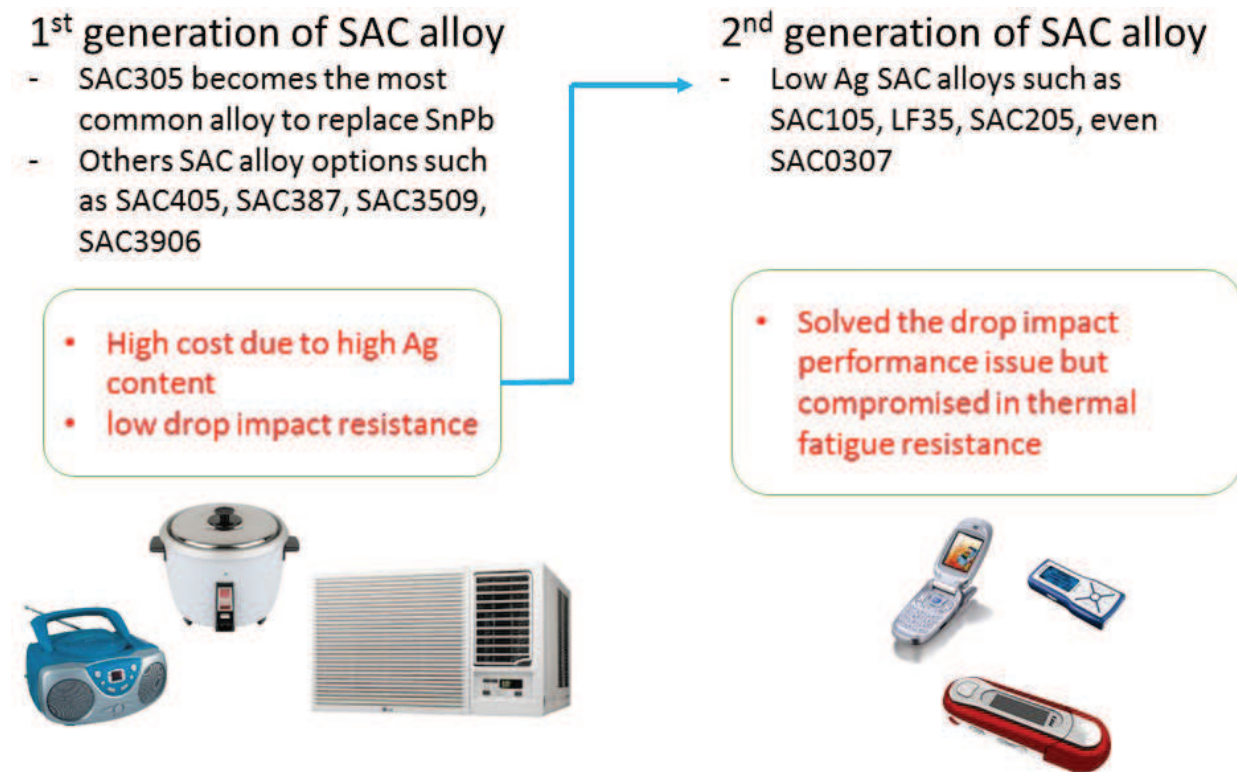 1st generation of SAC alloy
- SAC305 becomes the most
common alloy to replace SnPb
- Others SAC alloy options such
as SAC405, SAC387, SAC3509,
SAC3906
• High cost due to high Ag
content
• low drop impact resistance
2nd generation of SAC alloy
- Low Ag SAC alloys such as
SAC105, LF35, SAC205, even
SAC0307
• Solved the drop impact
performance issue but
compromised in thermal
fatigue resistance